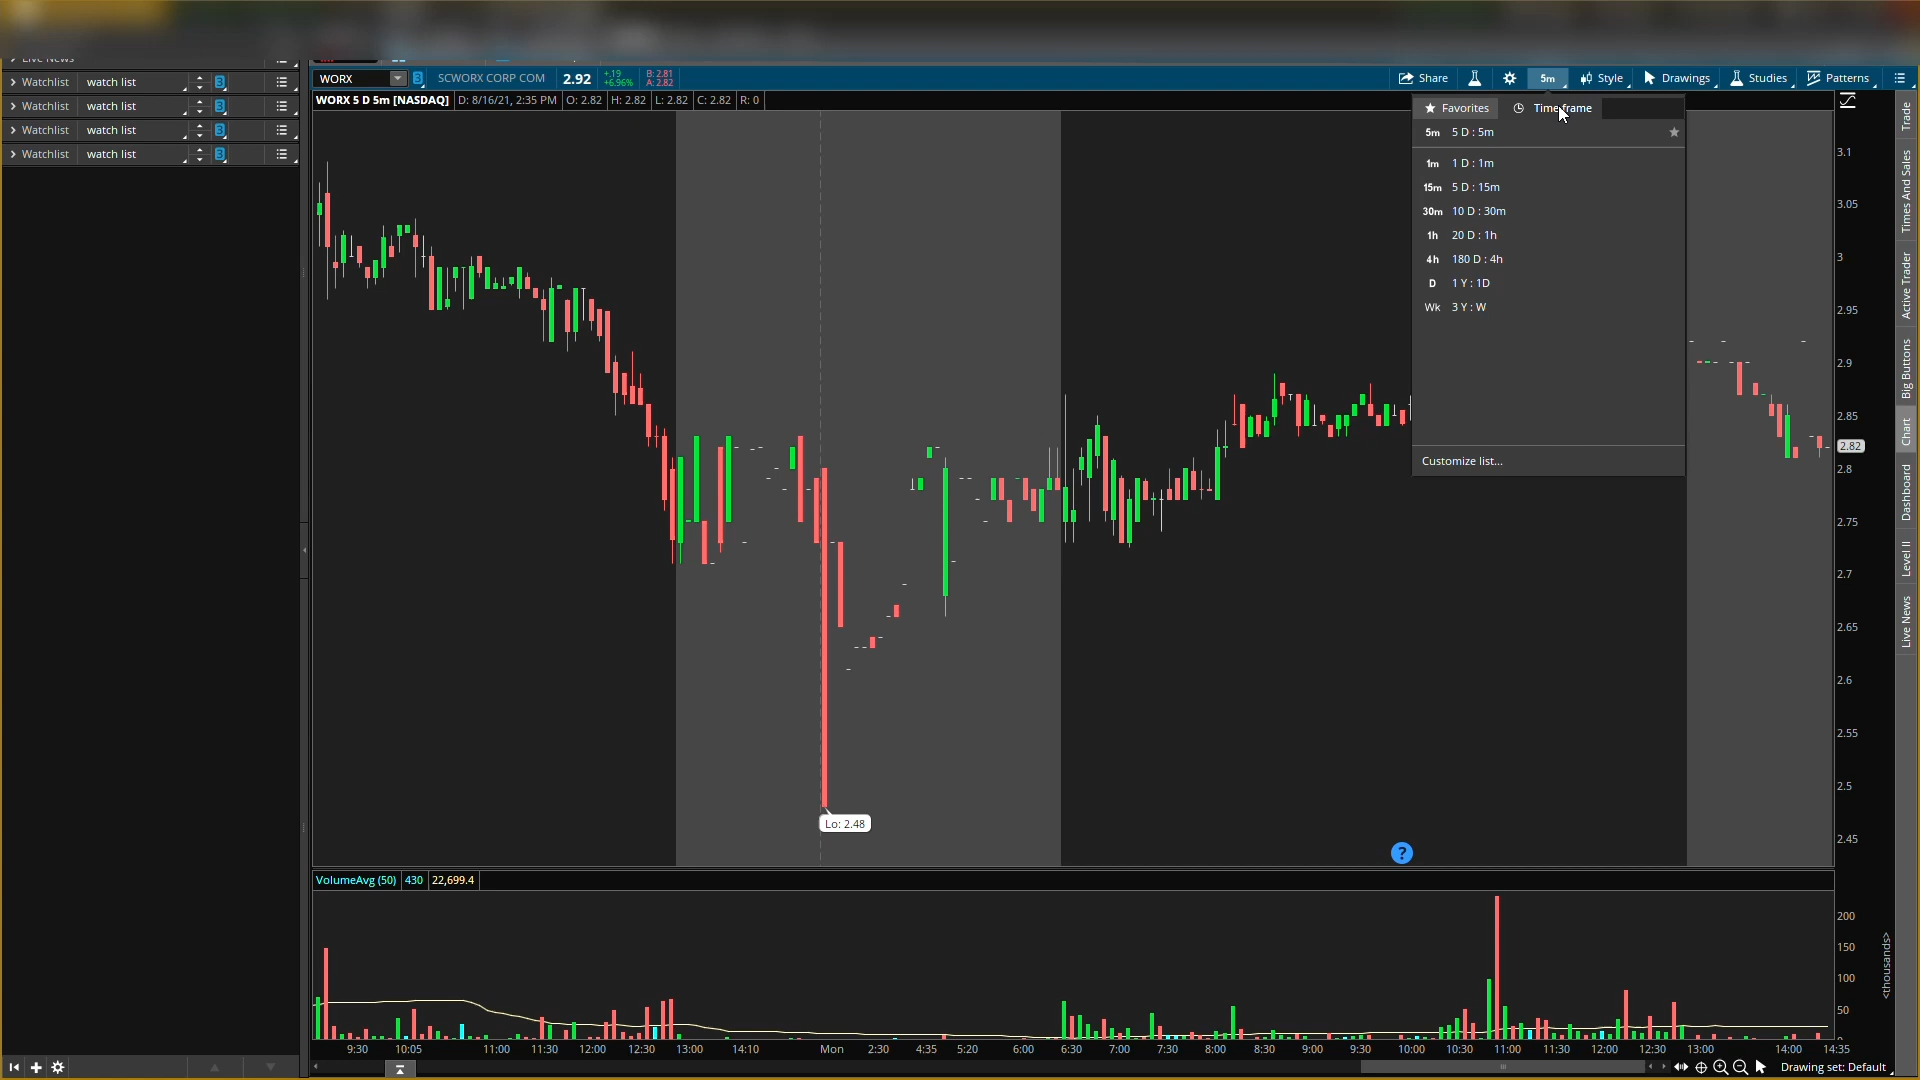 Live News
Watchlist watch list 3
Watchlist watch list 3
Watchlist watch list 3
Watchlist watch list 3
WORX 3 SCWORX CORP COM 2.92 +.19 +6.96% B: 2.81 A: 2.82 Share 5m Style Drawings Studies Patterns
WORX 5 D 5m [NASDAQ] D: 8/16/21, 2:35 PM O: 2.82 H: 2.82 L: 2.82 C: 2.82 R: 0
Favorites Time frame
5m 5 D : 5m
1m 1 D : 1m
15m 5 D : 15m
30m 10 D : 30m
1h 20 D : 1h
4h 180 D : 4h
D 1 Y : 1D
Wk 3 Y : W
Customize list...
3.1
3.05
3
2.95
2.9
2.85
2.82
2.8
2.75
2.7
2.65
2.6
2.55
2.5
2.45
Lo: 2.48
?
Trade
Times And Sales
Active Trader
Big Buttons
Chart
Dashboard
Level II
Live News
VolumeAvg (50) 430 22,699.4
200
150
100
50
<thousands>
9:30 10:05 11:00 11:30 12:00 12:30 13:00 14:10 Mon 2:30 4:35 5:20 6:00 6:30 7:00 7:30 8:00 8:30 9:00 9:30 10:00 10:30 11:00 11:30 12:00 12:30 13:00 14:00 14:35
Drawing set: Default